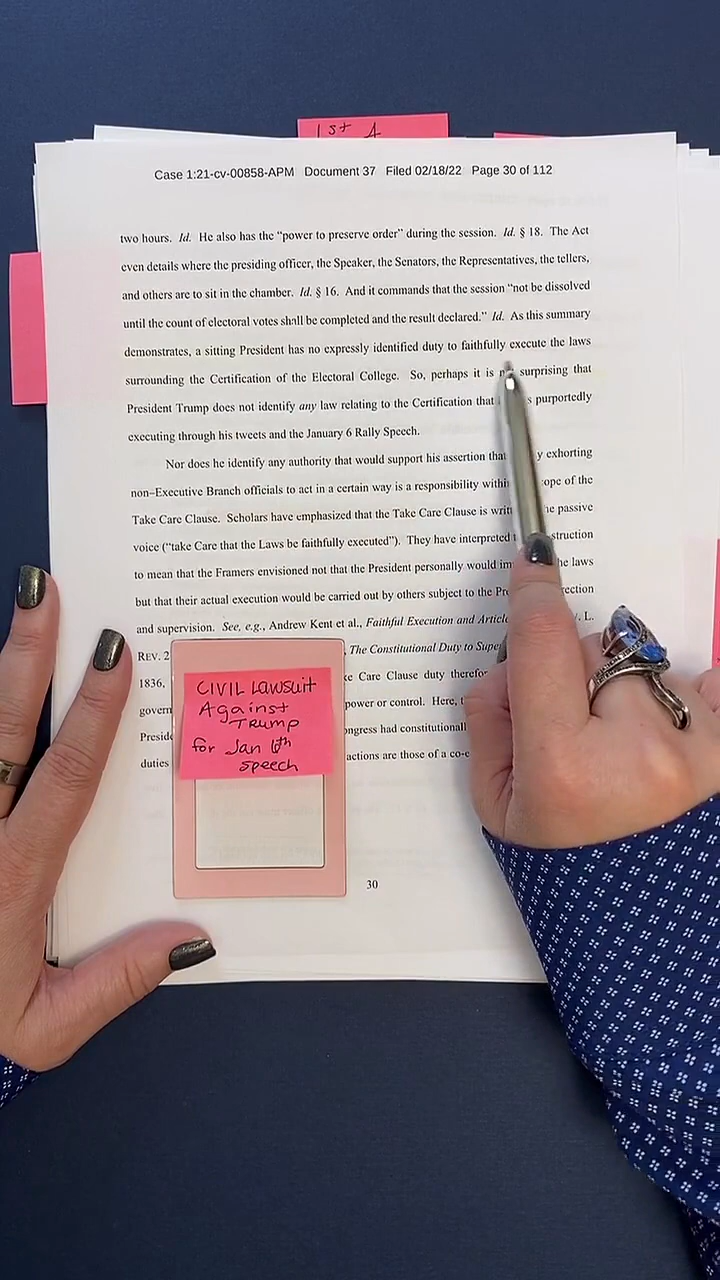 1st A
Case 1:21-cv-00858-APM Document 37 Filed 02/18/22 Page 30 of 112
two hours. Id. He also has the “power to preserve order” during the session. Id. § 18. The Act
even details where the presiding officer, the Speaker, the Senators, the Representatives, the tellers,
and others are to sit in the chamber. Id. § 16. And it commands that the session “not be dissolved
until the count of electoral votes shall be completed and the result declared.” Id. As this summary
demonstrates, a sitting President has no expressly identified duty to faithfully execute the laws
surrounding the Certification of the Electoral College. So, perhaps it is surprising that
President Trump does not identify any law relating to the Certification that purportedly
executing through his tweets and the January 6 Rally Speech.
Nor does he identify any authority that would support his assertion that exhorting
non–Executive Branch officials to act in a certain way is a responsibility within of the
Take Care Clause. Scholars have emphasized that the Take Care Clause is passive
voice (“take Care that the Laws be faithfully executed”). They have interpreted
to mean that the Framers envisioned not that the President personally would laws
but that their actual execution would be carried out by others subject to the
and supervision. See, e.g., Andrew Kent et al., Faithful Execution and L.
REV. The Constitutional Duty to
1836, Care Clause duty
power or control. Here,
had
duties actions are those of a
CIVIL Lawsuit
Against
Trump
for Jan 6th
speech
30